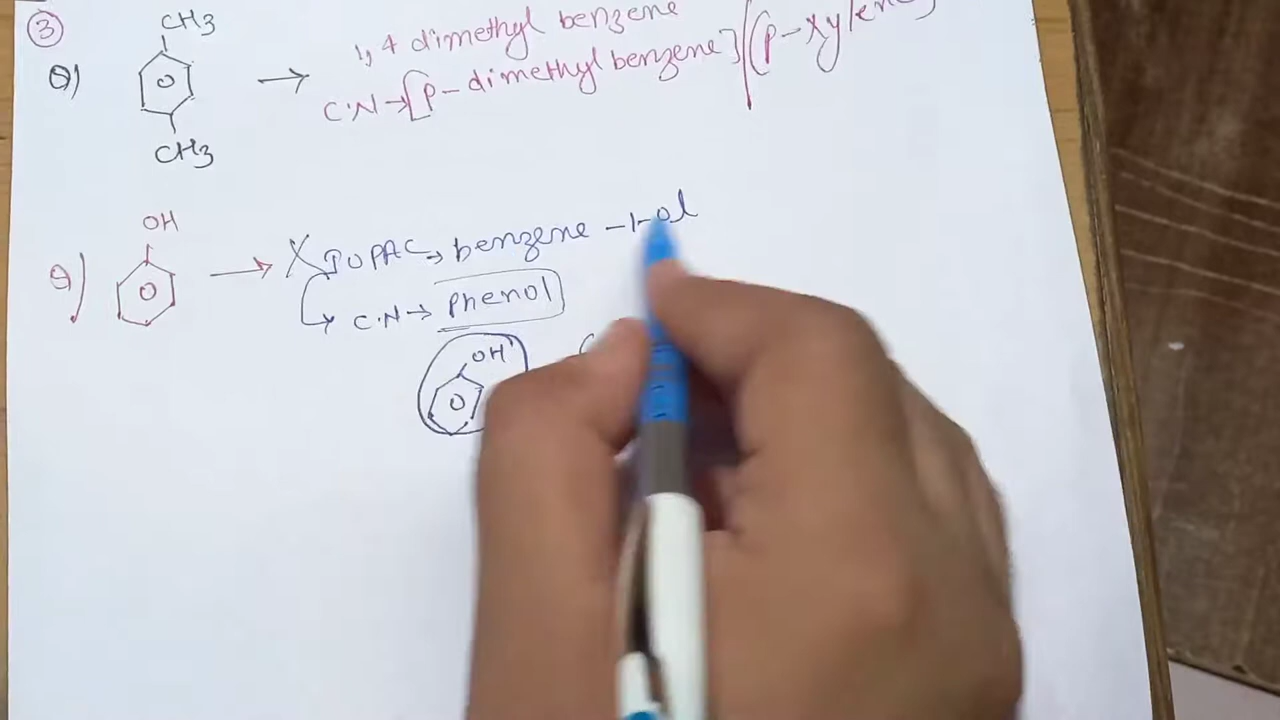 ③
CH3
Q)
→ 1,4 dimethyl benzene
C.N→[P-dimethyl benzene] (P-Xylene
CH3
OH
Q) → X IUPAC → benzene -1-ol
C.N → phenol
OH